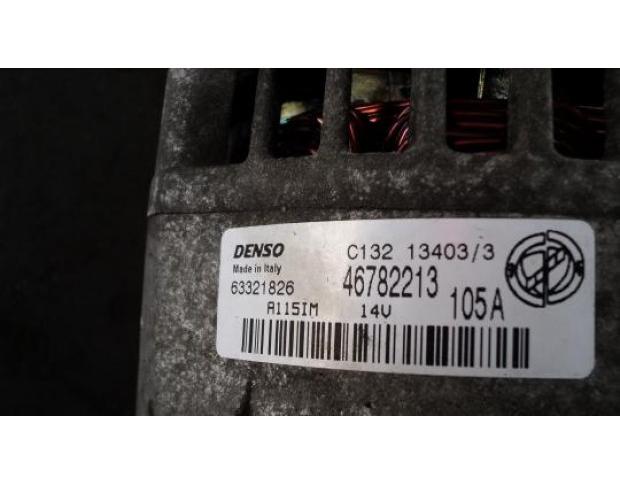 DENSO C132 13403/3
Made in Italy 46782213
63321826 105A
A115IM 14V